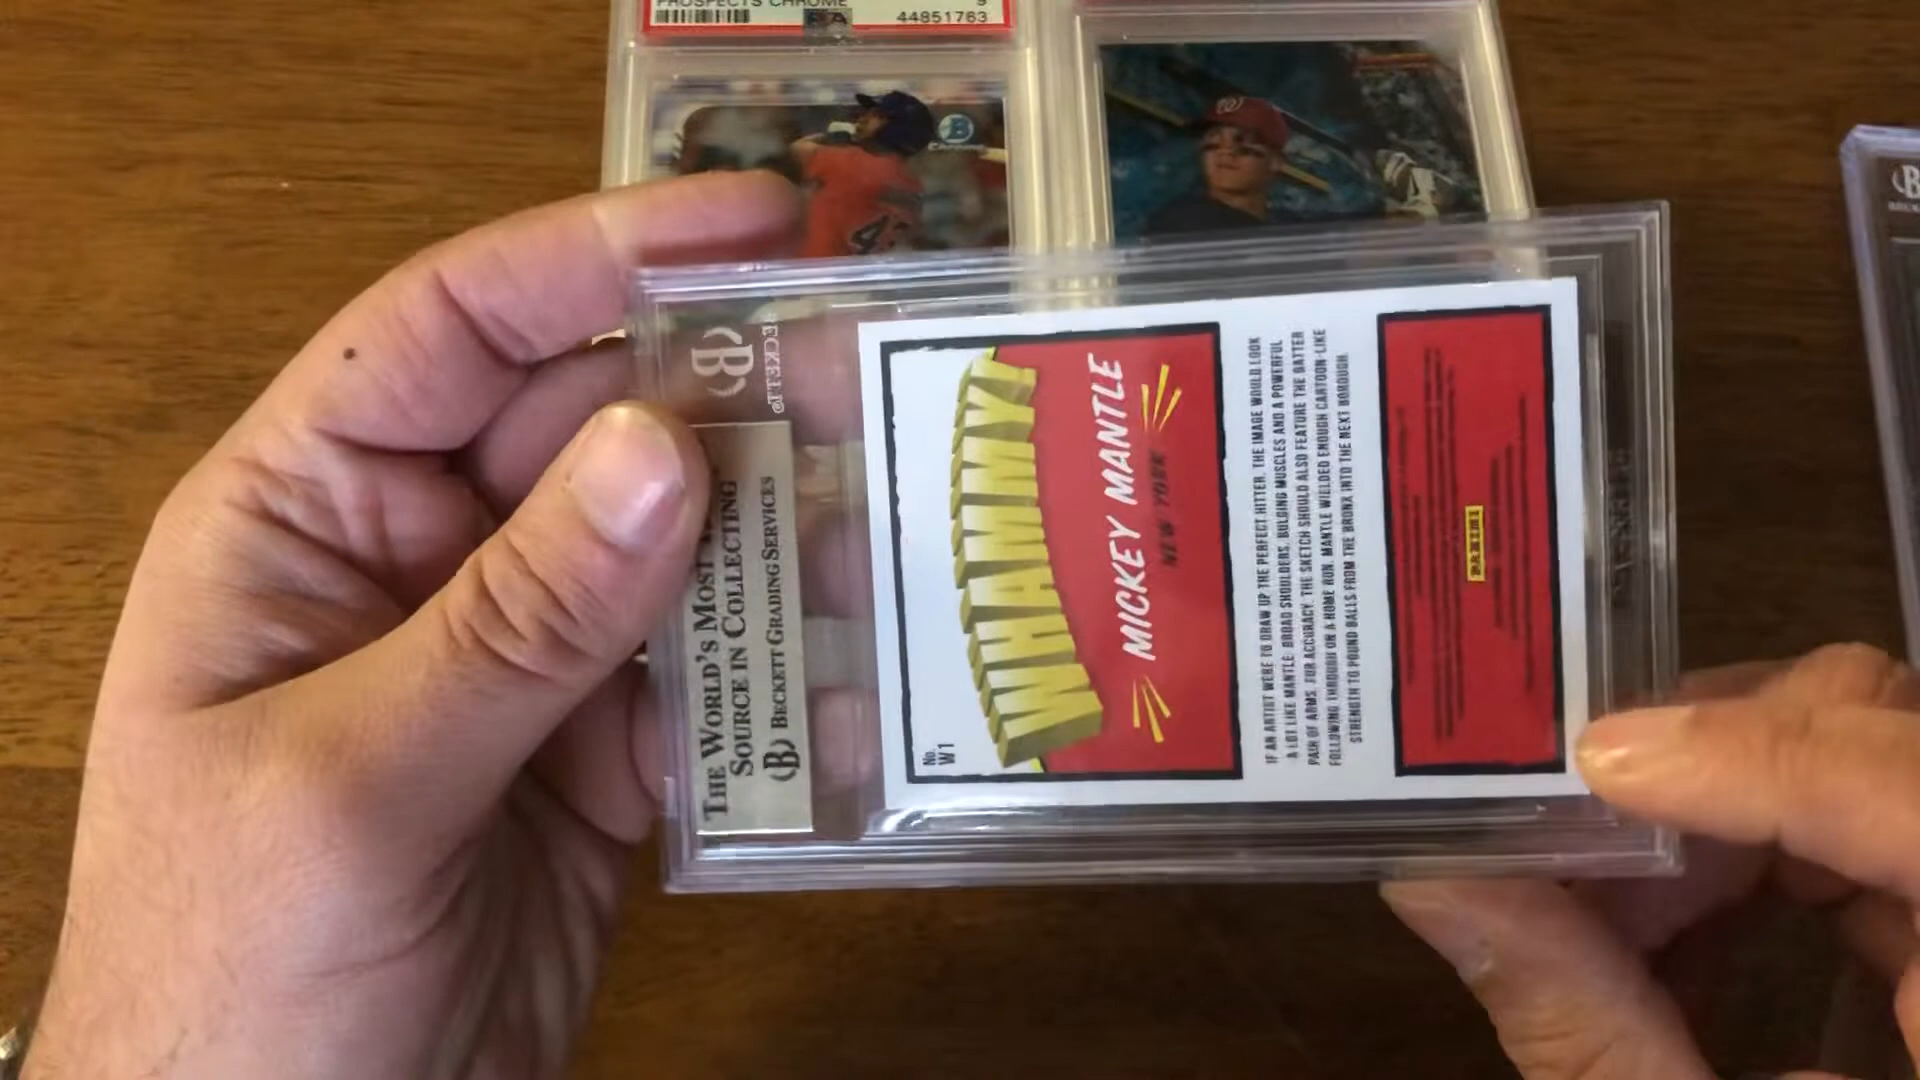 PROSPECTS CHROME 9
44851763
B
CHROME
W
B
BECKETT
THE WORLD'S MOST
SOURCE IN COLLECTING
B BECKETT GRADING SERVICES
No.
W1
WHAMMY!
MICKEY MANTLE
NEW YORK
IF AN ARTIST WERE TO DRAW UP THE PERFECT HITTER, THE IMAGE WOULD LOOK
A LOT LIKE MANTLE: BROAD SHOULDERS, BULGING MUSCLES AND A POWERFUL
PAIR OF ARMS. FOR ACCURACY, THE SKETCH SHOULD ALSO FEATURE THE BATTER
FOLLOWING THROUGH ON A HOME RUN. MANTLE WIELDED ENOUGH CARTOON-LIKE
STRENGTH TO POUND BALLS FROM THE BRONX INTO THE NEXT BOROUGH.
PANINI
B